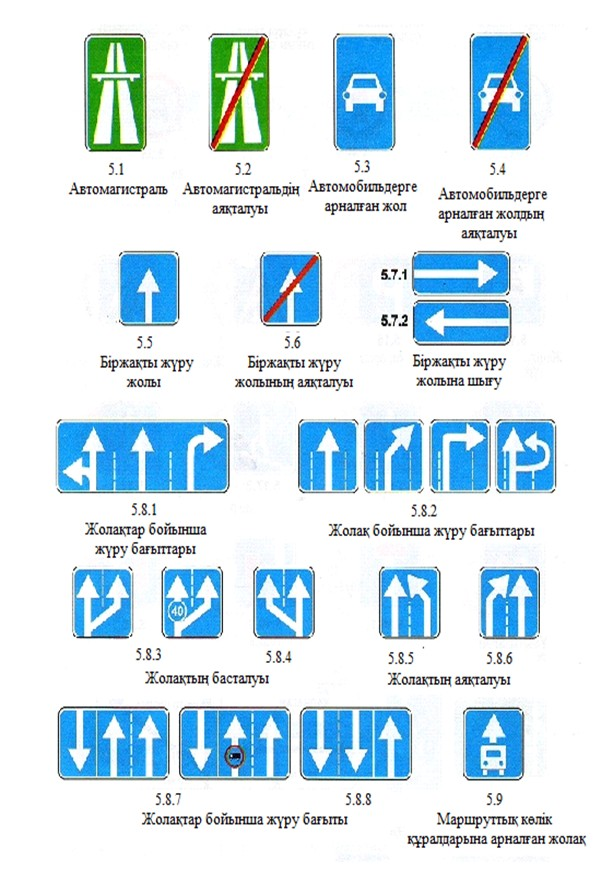 5.1
Автомагистраль
5.2
Автомагистральдің
аяқталуы
5.3
Автомобильдерге
арналған жол
5.4
Автомобильдерге
арналған жолдың
аяқталуы
5.5
Біржақты жүру
жолы
5.6
Біржақты жүру
жолының аяқталуы
5.7.1
5.7.2
Біржақты жүру
жолына шығу
5.8.1
Жолақтар бойынша
жүру бағыттары
5.8.2
Жолақ бойынша жүру бағыттары
40
5.8.3
5.8.4
Жолақтың басталуы
5.8.5
5.8.6
Жолақтың аяқталуы
5.8.7
5.8.8
Жолақтар бойынша жүру бағыты
5.9
Маршруттық көлік
құралдарына арналған жолақ